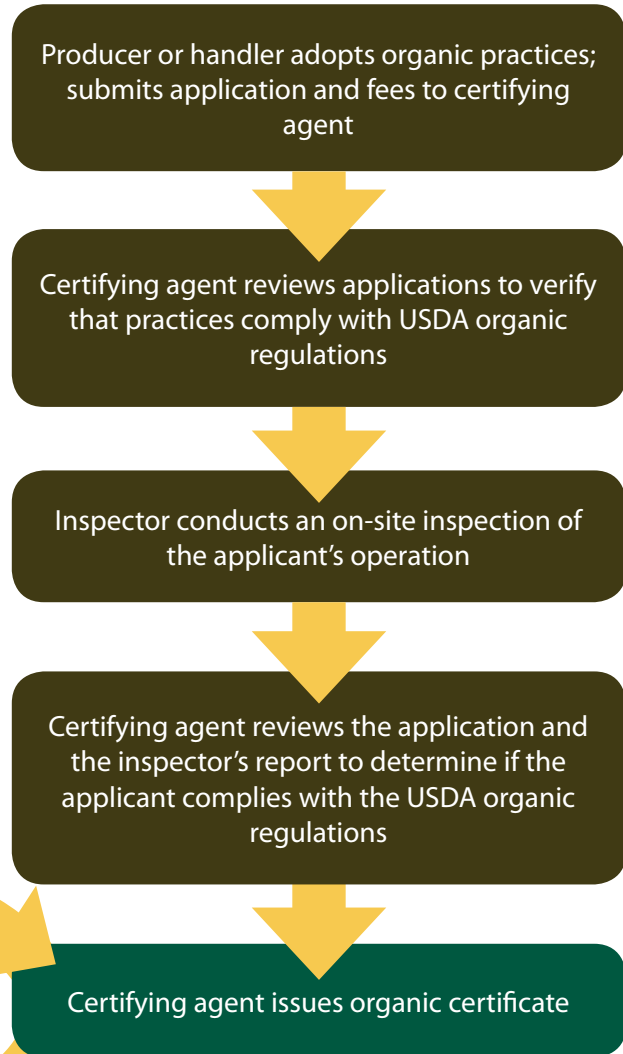 Producer or handler adopts organic practices;
submits application and fees to certifying
agent
Certifying agent reviews applications to verify
that practices comply with USDA organic
regulations
Inspector conducts an on-site inspection of
the applicant’s operation
Certifying agent reviews the application and
the inspector’s report to determine if the
applicant complies with the USDA organic
regulations
Certifying agent issues organic certificate